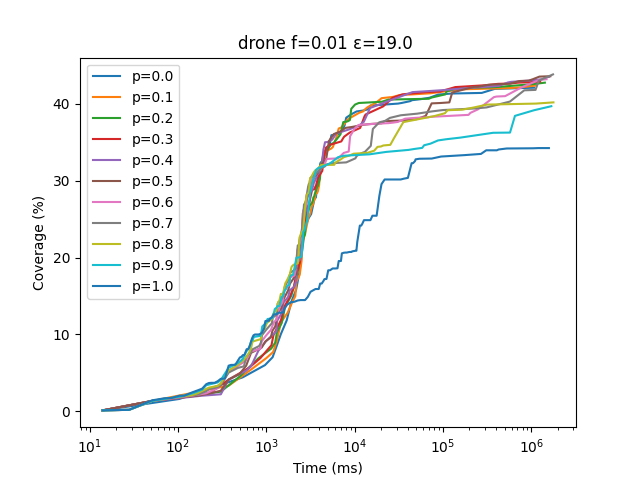 drone f=0.01 ε=19.0
Coverage (%)
40
30
20
10
0
p=0.0
p=0.1
p=0.2
p=0.3
p=0.4
p=0.5
p=0.6
p=0.7
p=0.8
p=0.9
p=1.0
10¹ 10² 10³ 10⁴ 10⁵ 10⁶
Time (ms)